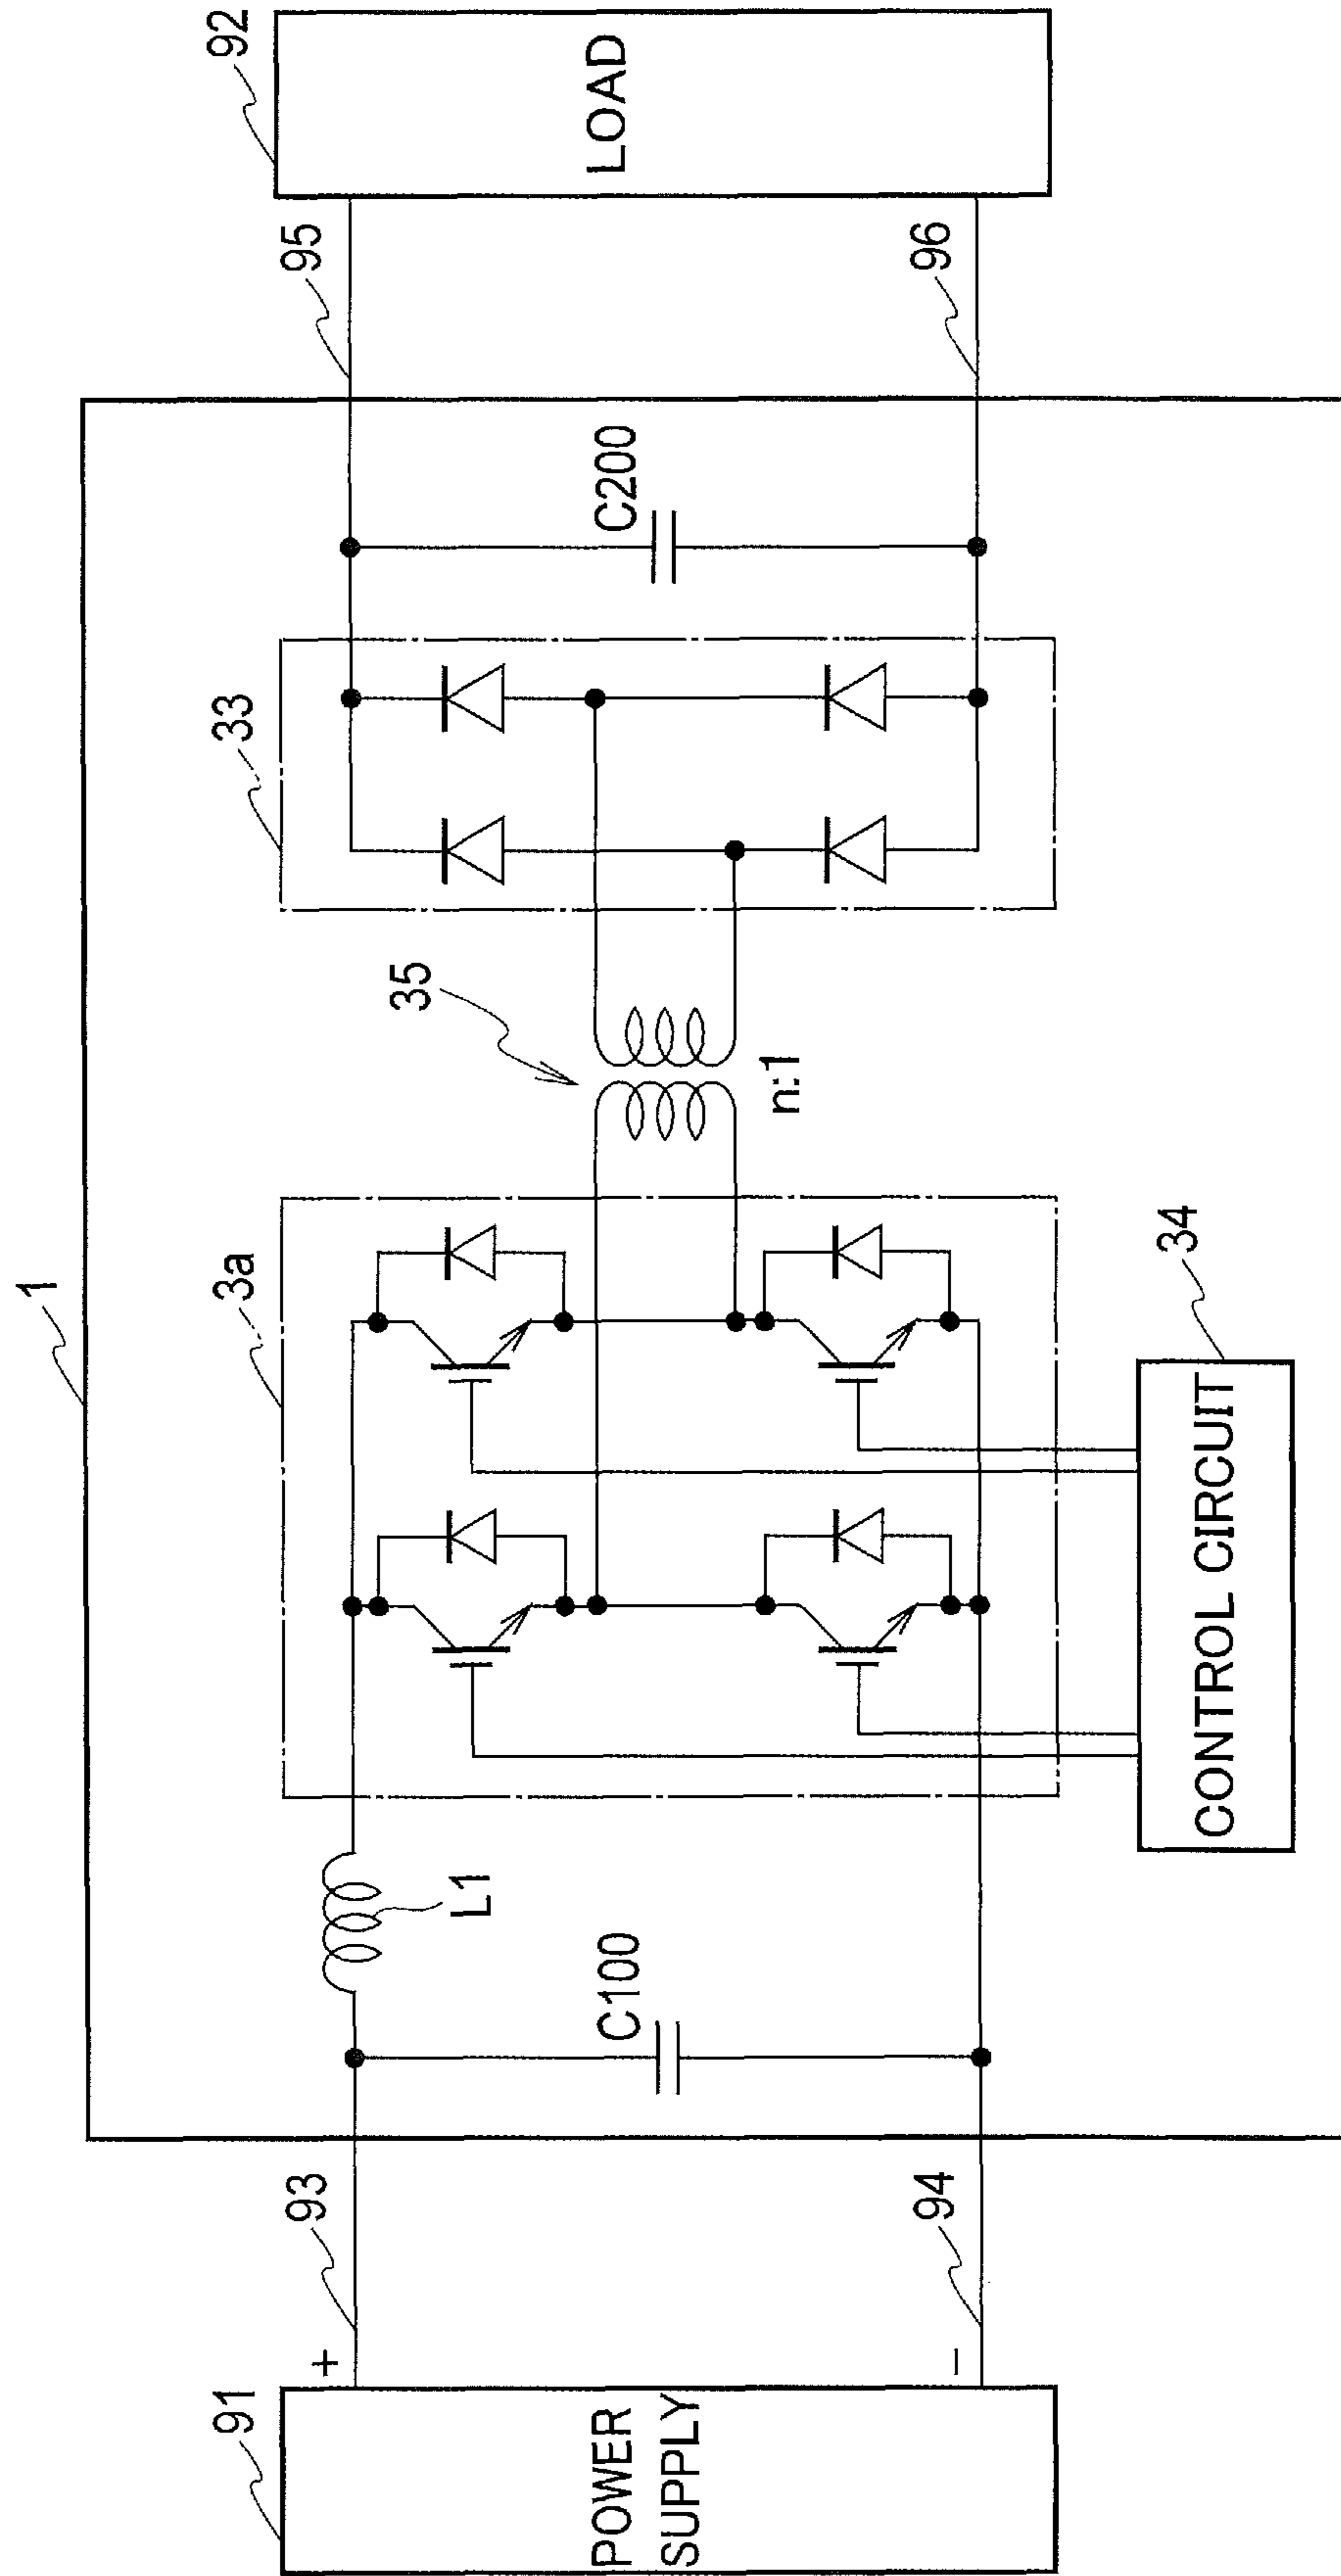 1
91
POWER
SUPPLY
+
−
93
94
C100
L1
3a
CONTROL CIRCUIT
34
35
n:1
33
C200
95
96
92
LOAD